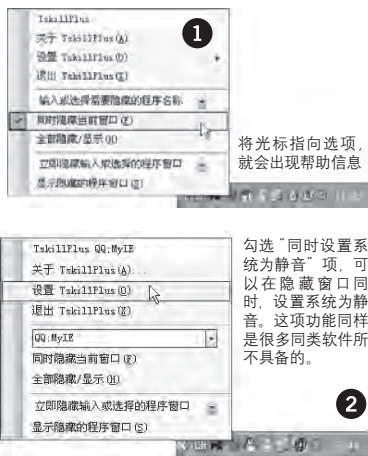 TskillPlus
关于 TskillPlus(A)
设置 TskillPlus(O)
退出 TskillPlus(X)
输入或选择需要隐藏的程序名称
同时隐藏当前窗口(F)
全部隐藏/显示(H)
立即隐藏输入或选择的程序窗口
显示隐藏的程序窗口(S)
1
将光标指向选项，
就会出现帮助信息
TskillPlus QQ;MyIE
关于 TskillPlus(A)...
设置 TskillPlus(O)
退出 TskillPlus(X)
QQ;MyIE
同时隐藏当前窗口(F)
全部隐藏/显示(H)
立即隐藏输入或选择的程序窗口
显示隐藏的程序窗口(S)
勾选“同时设置系
统为静音”项，可
以在隐藏窗口同
时，设置系统为静
音。这项功能同样
是很多同类软件所
不具备的。
2